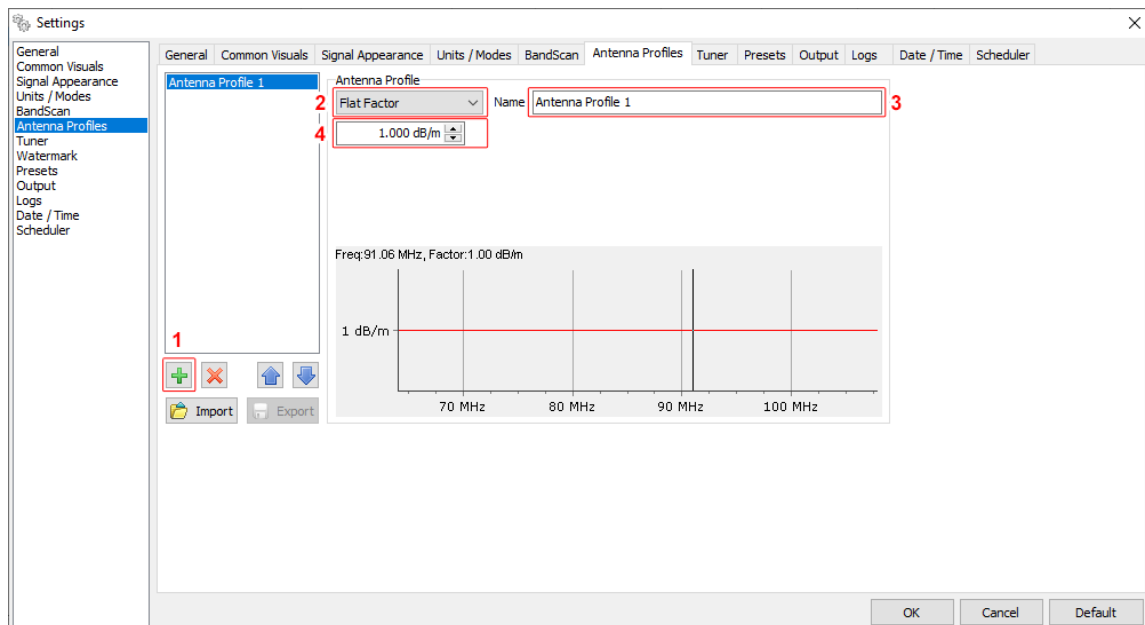 Settings
General
Common Visuals
Signal Appearance
Units / Modes
BandScan
Antenna Profiles
Tuner
Watermark
Presets
Output
Logs
Date / Time
Scheduler
General Common Visuals Signal Appearance Units / Modes BandScan Antenna Profiles Tuner Presets Output Logs Date / Time Scheduler
Antenna Profile 1
1
Import Export
Antenna Profile
2 Flat Factor Name Antenna Profile 1 3
4 1.000 dB/m
Freq:91.06 MHz, Factor:1.00 dB/m
1 dB/m
70 MHz 80 MHz 90 MHz 100 MHz
OK Cancel Default